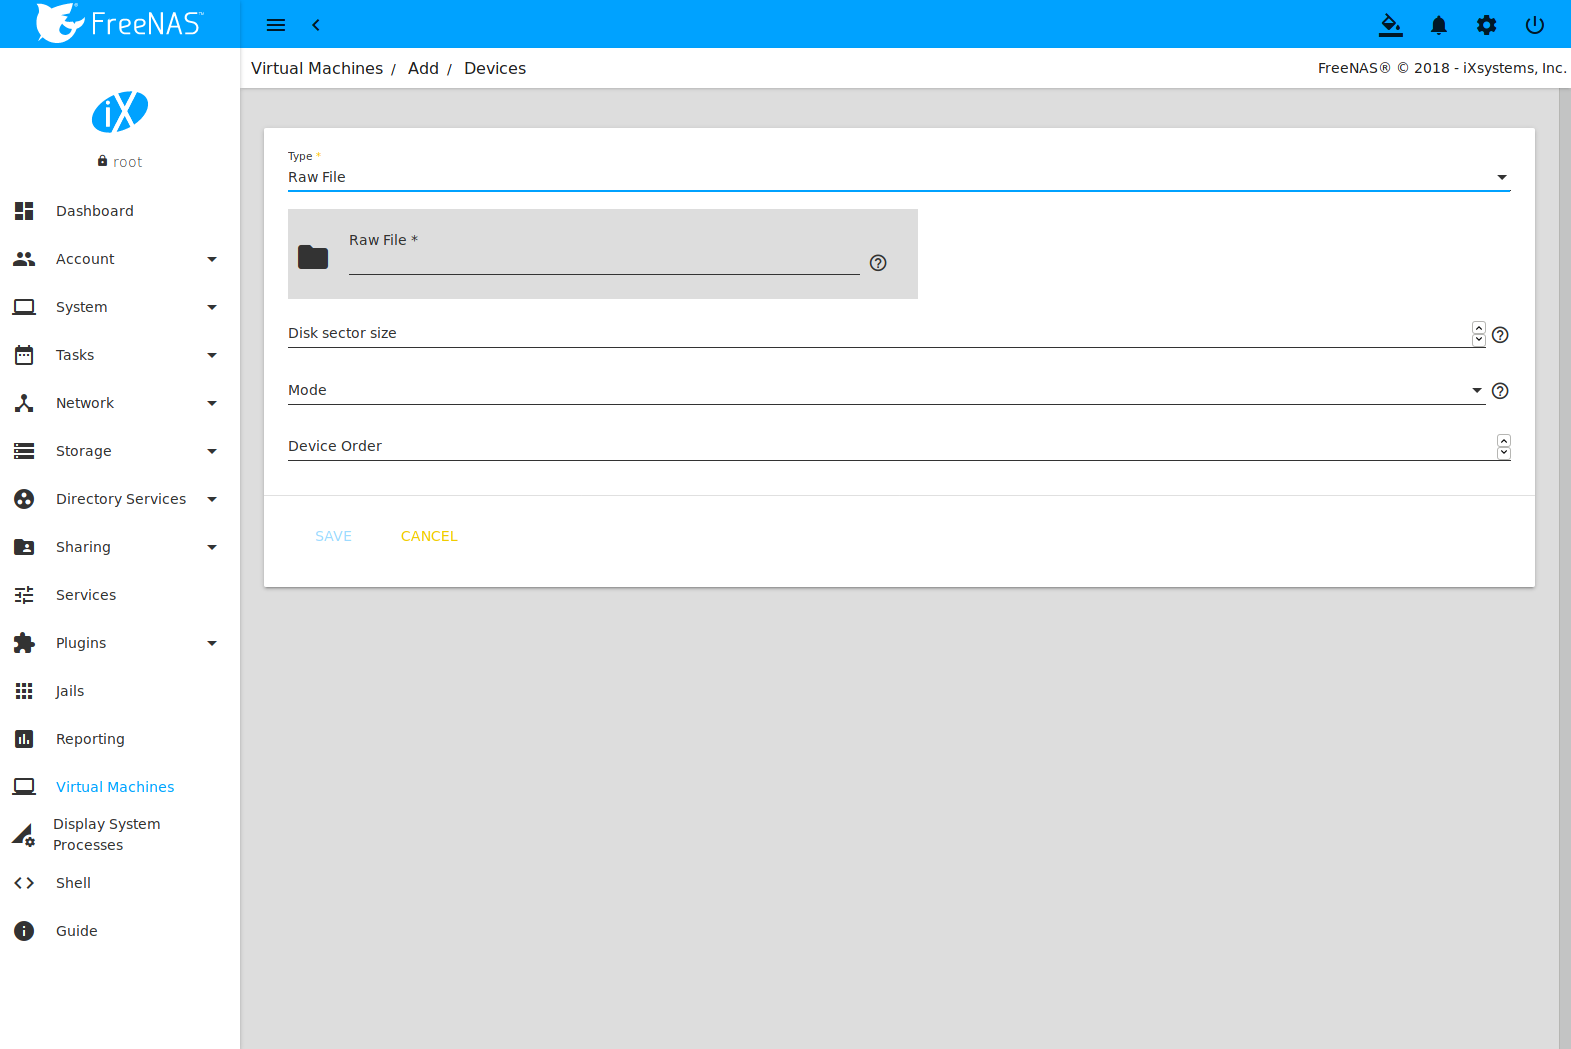 FreeNAS™
Virtual Machines / Add / Devices
FreeNAS® © 2018 - iXsystems, Inc.
iX
root
Dashboard
Account
System
Tasks
Network
Storage
Directory Services
Sharing
Services
Plugins
Jails
Reporting
Virtual Machines
Display System
Processes
Shell
Guide
Type *
Raw File
Raw File *
Disk sector size
Mode
Device Order
SAVE
CANCEL